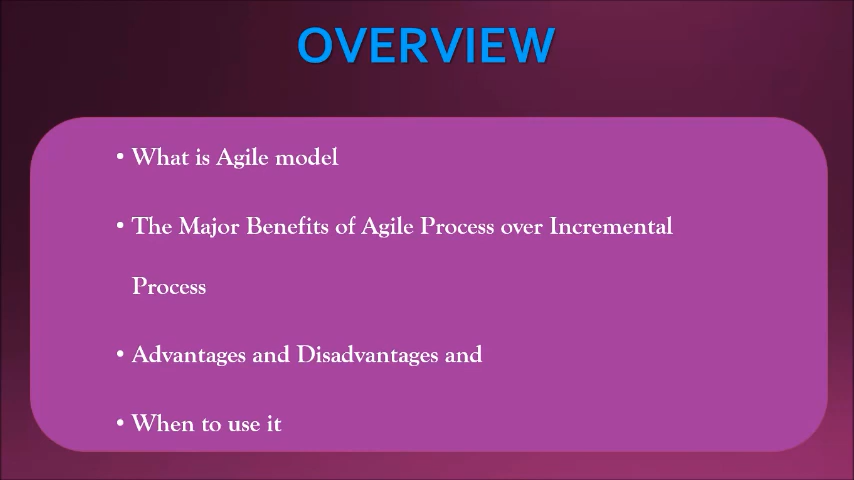 OVERVIEW
• What is Agile model
• The Major Benefits of Agile Process over Incremental
Process
• Advantages and Disadvantages and
• When to use it